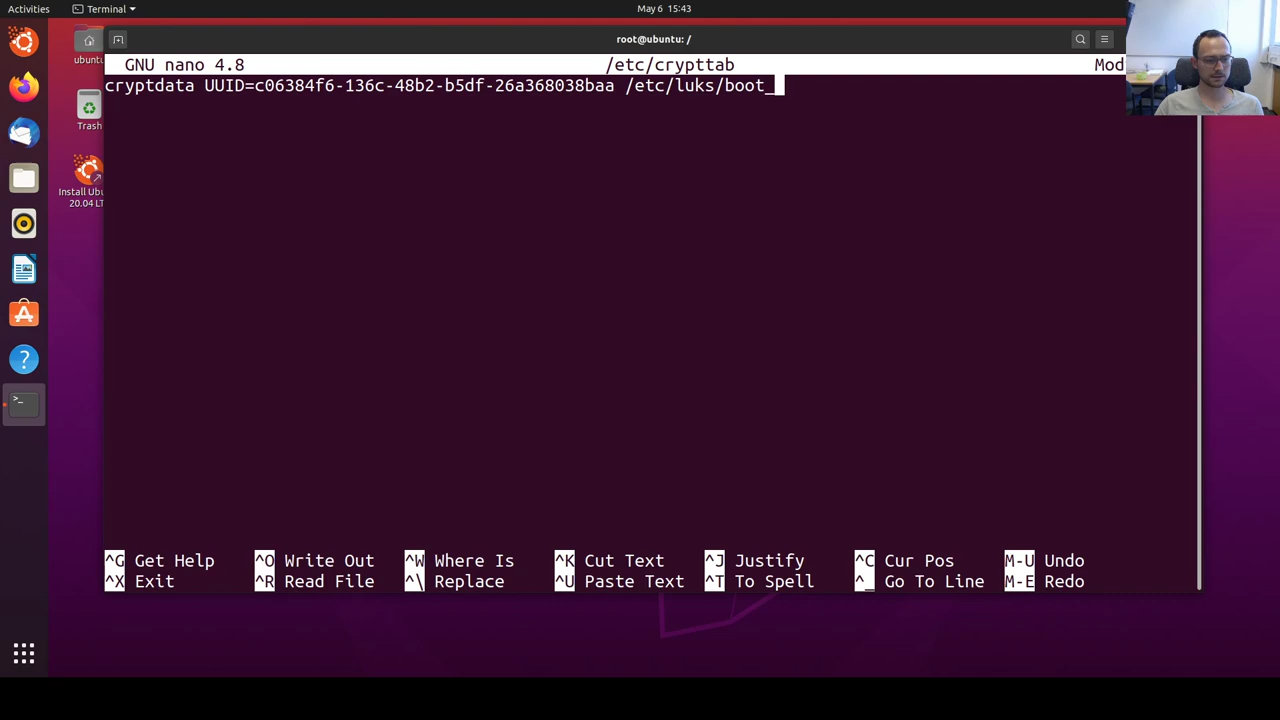 Activities
Terminal
May 6 15:43
root@ubuntu: /
GNU nano 4.8
/etc/crypttab
Mod
cryptdata UUID=c06384f6-136c-48b2-b5df-26a368038baa /etc/luks/boot_
ubuntu
Trash
Install Ubu
20.04 LT
^G Get Help
^O Write Out
^W Where Is
^K Cut Text
^J Justify
^C Cur Pos
M-U Undo
^X Exit
^R Read File
^\ Replace
^U Paste Text
^T To Spell
^_ Go To Line
M-E Redo